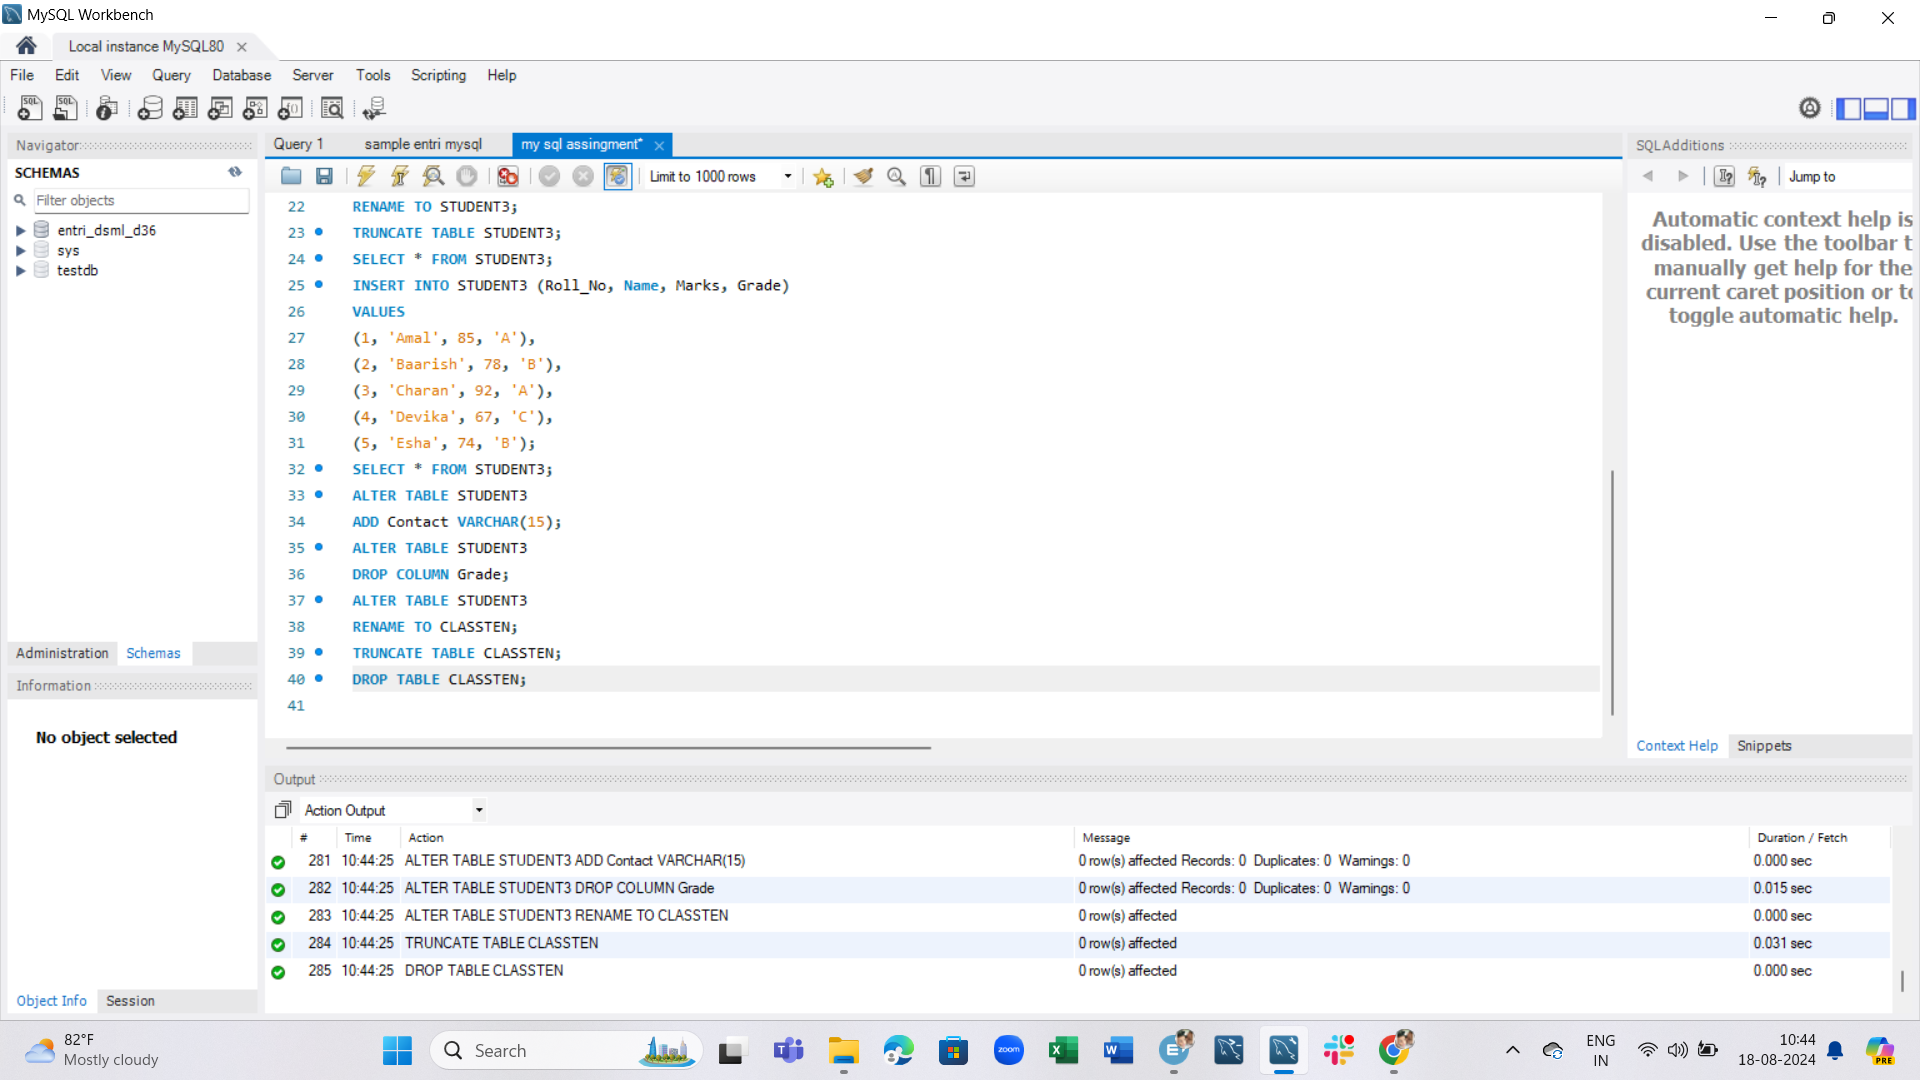 MySQL Workbench
Local instance MySQL80
File Edit View Query Database Server Tools Scripting Help
Navigator
SCHEMAS
Filter objects
entri_dsml_d36
sys
testdb
Administration Schemas
Information
No object selected
Object Info Session
Query 1 sample entri mysql my sql assingment*
Limit to 1000 rows
22 RENAME TO STUDENT3;
23 TRUNCATE TABLE STUDENT3;
24 SELECT * FROM STUDENT3;
25 INSERT INTO STUDENT3 (Roll_No, Name, Marks, Grade)
26 VALUES
27 (1, 'Amal', 85, 'A'),
28 (2, 'Baarish', 78, 'B'),
29 (3, 'Charan', 92, 'A'),
30 (4, 'Devika', 67, 'C'),
31 (5, 'Esha', 74, 'B');
32 SELECT * FROM STUDENT3;
33 ALTER TABLE STUDENT3
34 ADD Contact VARCHAR(15);
35 ALTER TABLE STUDENT3
36 DROP COLUMN Grade;
37 ALTER TABLE STUDENT3
38 RENAME TO CLASSTEN;
39 TRUNCATE TABLE CLASSTEN;
40 DROP TABLE CLASSTEN;
41
SQLAdditions
Jump to
Automatic context help is
disabled. Use the toolbar t
manually get help for the
current caret position or to
toggle automatic help.
Context Help Snippets
Output
Action Output
# Time Action Message Duration / Fetch
281 10:44:25 ALTER TABLE STUDENT3 ADD Contact VARCHAR(15) 0 row(s) affected Records: 0 Duplicates: 0 Warnings: 0 0.000 sec
282 10:44:25 ALTER TABLE STUDENT3 DROP COLUMN Grade 0 row(s) affected Records: 0 Duplicates: 0 Warnings: 0 0.015 sec
283 10:44:25 ALTER TABLE STUDENT3 RENAME TO CLASSTEN 0 row(s) affected 0.000 sec
284 10:44:25 TRUNCATE TABLE CLASSTEN 0 row(s) affected 0.031 sec
285 10:44:25 DROP TABLE CLASSTEN 0 row(s) affected 0.000 sec
82°F
Mostly cloudy
Search
zoom
ENG
IN
10:44
18-08-2024
PRE